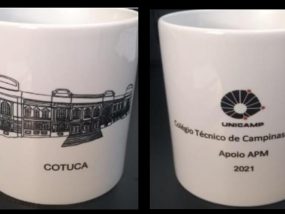 COTUCA
UNICAMP
Colégio Técnico de Campinas
Apoio APM
2021